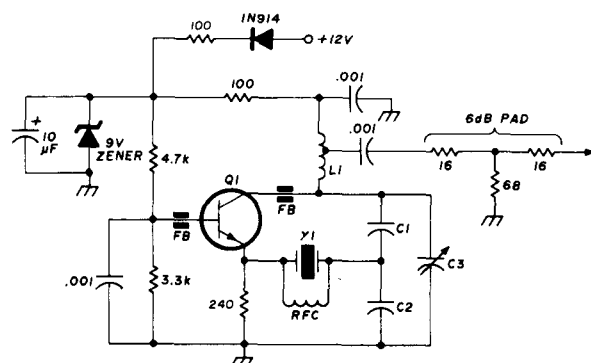 1N914
100
+12V
100
.001
6dB PAD
.001
+
10
µF
9V
ZENER
4.7k
L1
16
16
Q1
68
FB
FB
Y1
C1
C3
.001
3.3k
240
RFC
C2